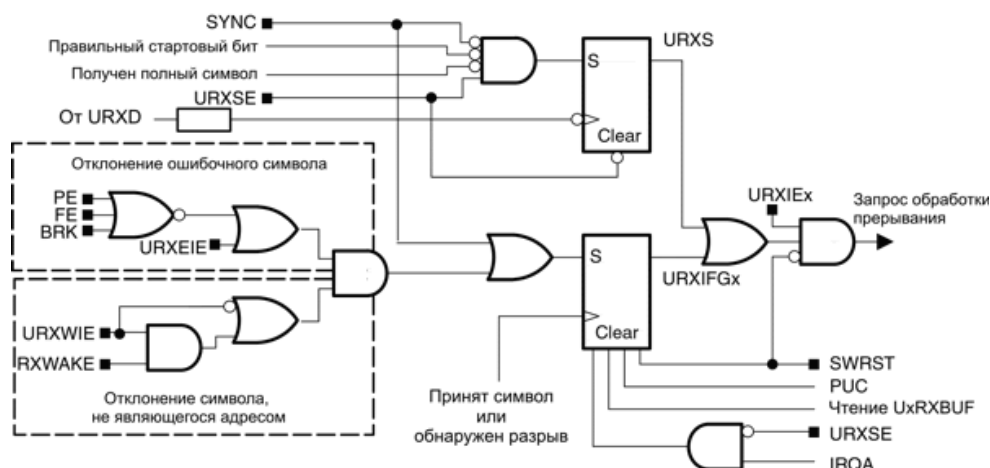 SYNC
URXS
Правильный стартовый бит
S
Получен полный символ
URXSE
От URXD
Clear
Отклонение ошибочного символа
PE
FE
BRK
URXEIE
URXIEx
Запрос обработки
прерывания
S
URXIFGx
URXWIE
RXWAKE
Clear
Отклонение символа,
не являющегося адресом
Принят символ
или
обнаружен разрыв
SWRST
PUC
Чтение UxRXBUF
URXSE
IRQA